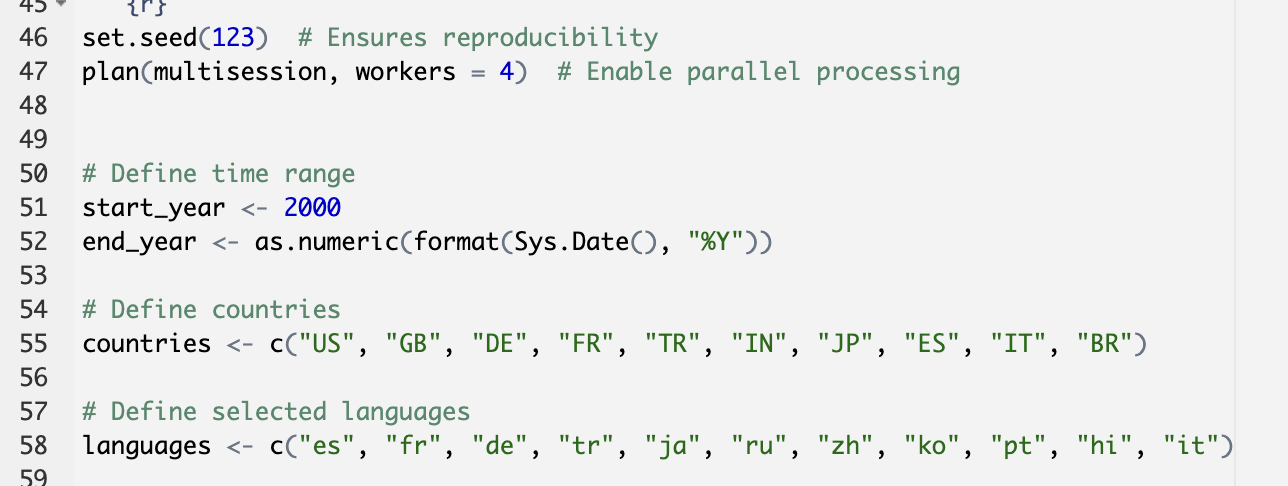 45 {r}
46 set.seed(123)  # Ensures reproducibility
47 plan(multisession, workers = 4)  # Enable parallel processing
48
49
50 # Define time range
51 start_year <- 2000
52 end_year <- as.numeric(format(Sys.Date(), "%Y"))
53
54 # Define countries
55 countries <- c("US", "GB", "DE", "FR", "TR", "IN", "JP", "ES", "IT", "BR")
56
57 # Define selected languages
58 languages <- c("es", "fr", "de", "tr", "ja", "ru", "zh", "ko", "pt", "hi", "it")
59